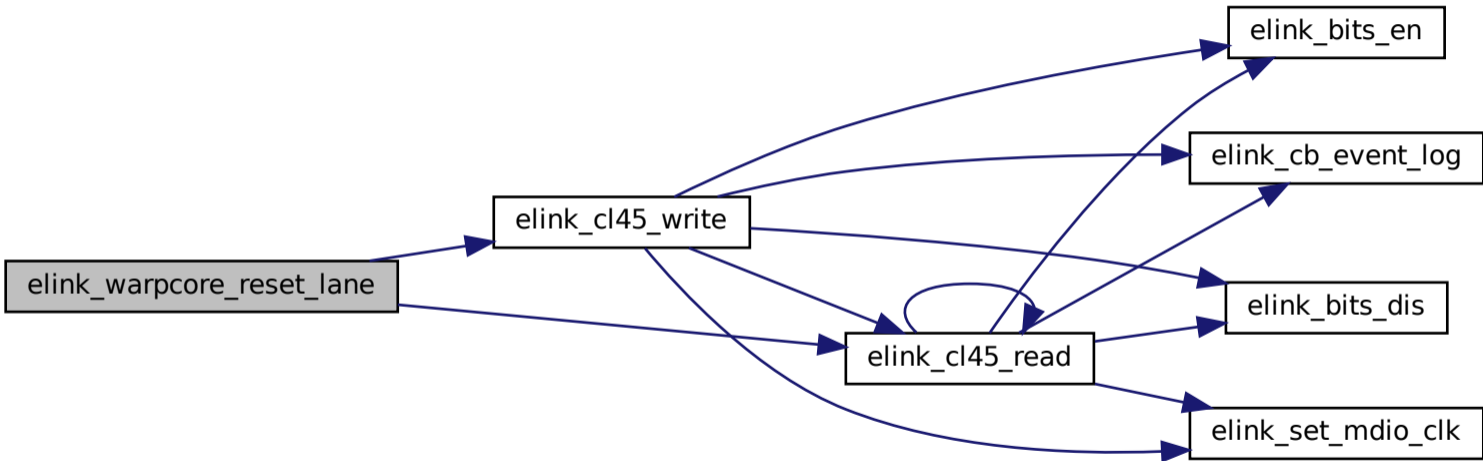 elink_bits_en
elink_cb_event_log
elink_cl45_write
elink_warpcore_reset_lane
elink_bits_dis
elink_cl45_read
elink_set_mdio_clk